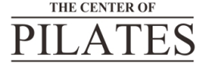 THE CENTER OF
PILATES